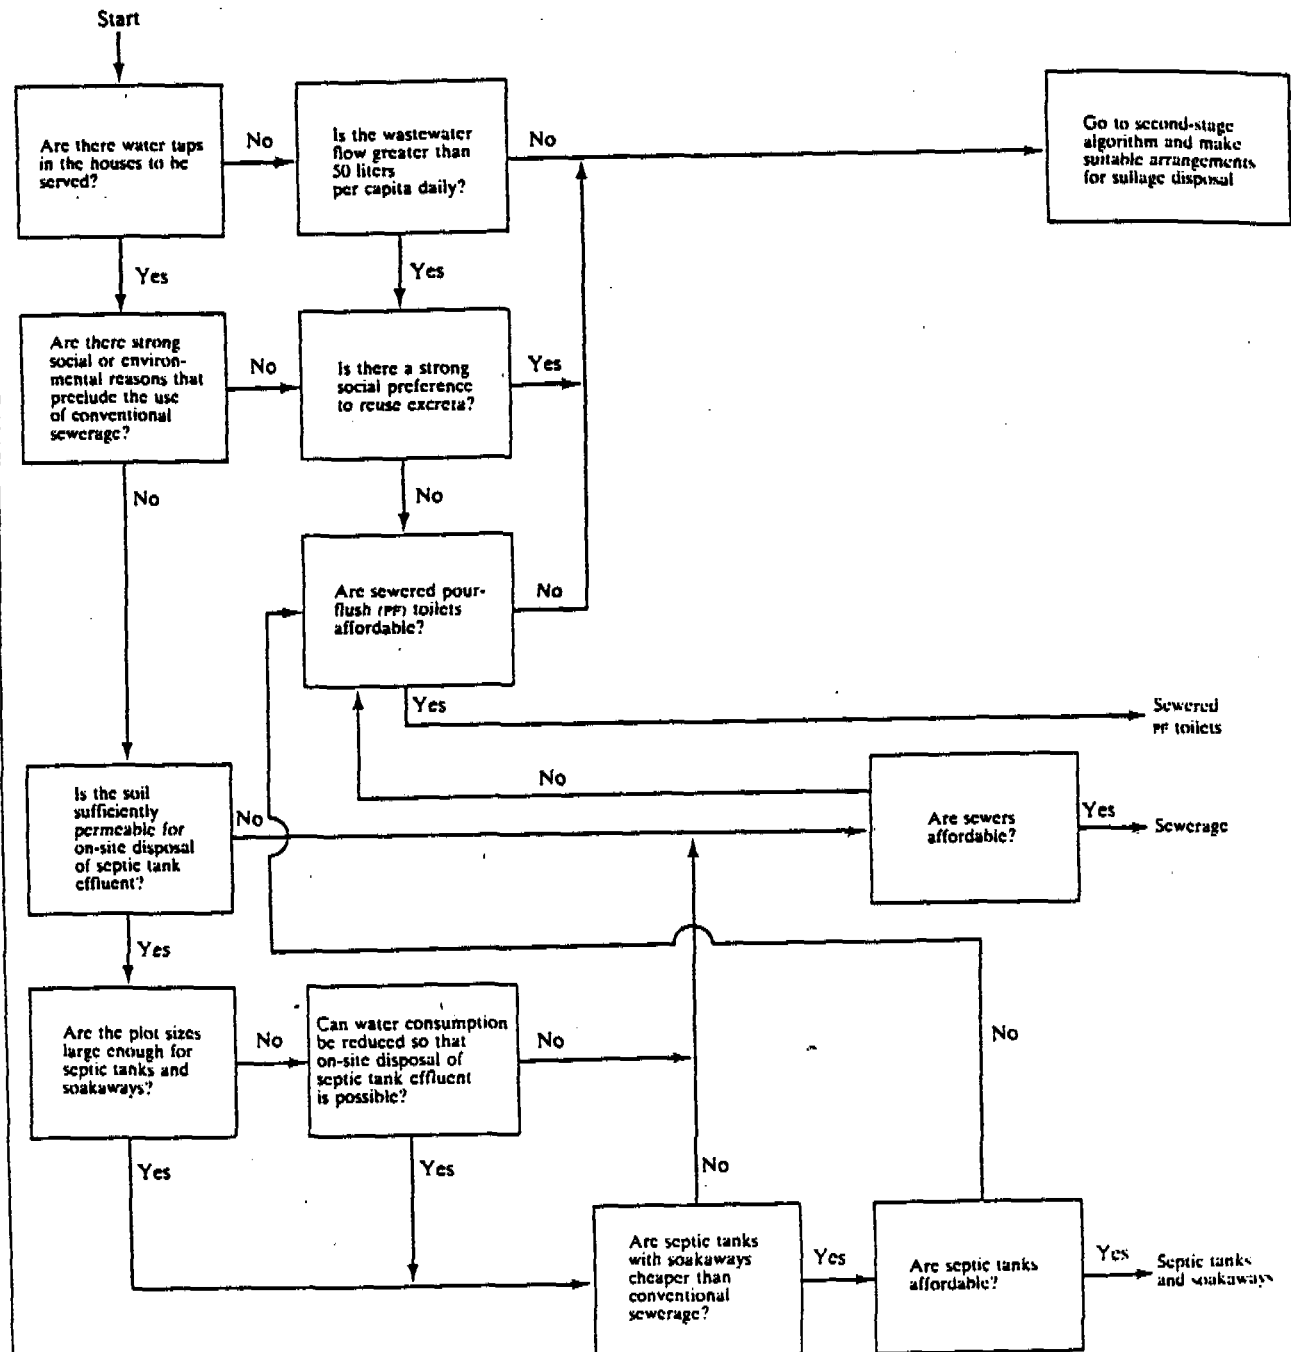 Start
Are there water taps
in the houses to be
served?
No
Is the wastewater
flow greater than
50 liters
per capita daily?
No
Go to second-stage
algorithm and make
suitable arrangements
for sullage disposal
Yes
Yes
Are there strong
social or environ-
mental reasons that
preclude the use
of conventional
sewerage?
No
Is there a strong
social preference
to reuse excreta?
Yes
No
No
Are sewered pour-
flush (PF) toilets
affordable?
No
Yes
Sewered
PF toilets
Is the soil
sufficiently
permeable for
on-site disposal
of septic tank
effluent?
No
No
Are sewers
affordable?
Yes
Sewerage
Yes
Are the plot sizes
large enough for
septic tanks and
soakaways?
No
Can water consumption
be reduced so that
on-site disposal of
septic tank effluent
is possible?
No
No
Yes
Yes
No
Are septic tanks
with soakaways
cheaper than
conventional
sewerage?
Yes
Are septic tanks
affordable?
Yes
Septic tanks
and soakaways